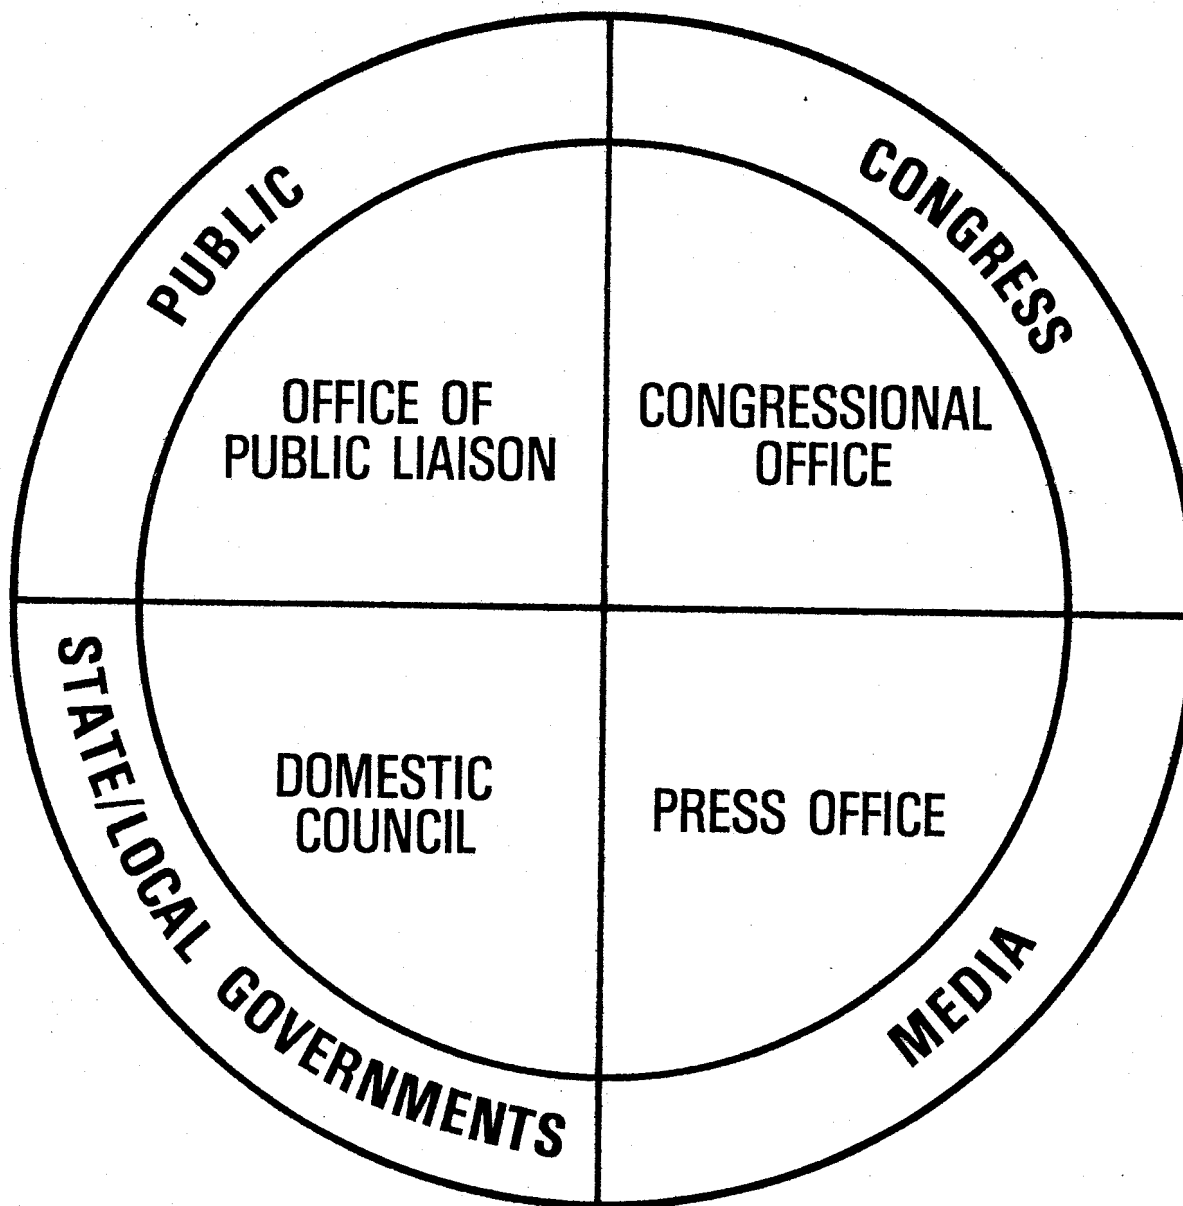 PUBLIC
CONGRESS
OFFICE OF
PUBLIC LIAISON
CONGRESSIONAL
OFFICE
DOMESTIC
COUNCIL
PRESS OFFICE
STATE/LOCAL GOVERNMENTS
MEDIA